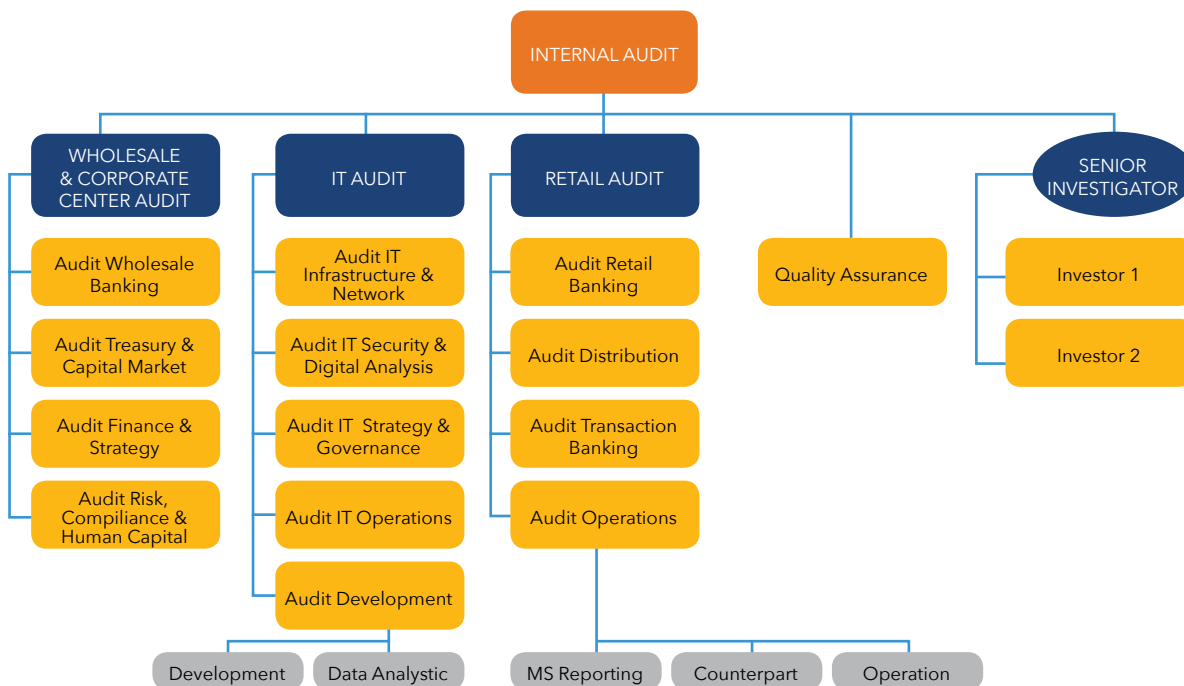 INTERNAL AUDIT
WHOLESALE
& CORPORATE
CENTER AUDIT
IT AUDIT
RETAIL AUDIT
SENIOR
INVESTIGATOR
Audit Wholesale
Banking
Audit IT
Infrastructure &
Network
Audit Retail
Banking
Quality Assurance
Investor 1
Audit Treasury &
Capital Market
Audit IT Security &
Digital Analysis
Audit Distribution
Investor 2
Audit Finance &
Strategy
Audit IT Strategy &
Governance
Audit Transaction
Banking
Audit Risk,
Compiliance &
Human Capital
Audit IT Operations
Audit Operations
Audit Development
Development
Data Analystic
MS Reporting
Counterpart
Operation